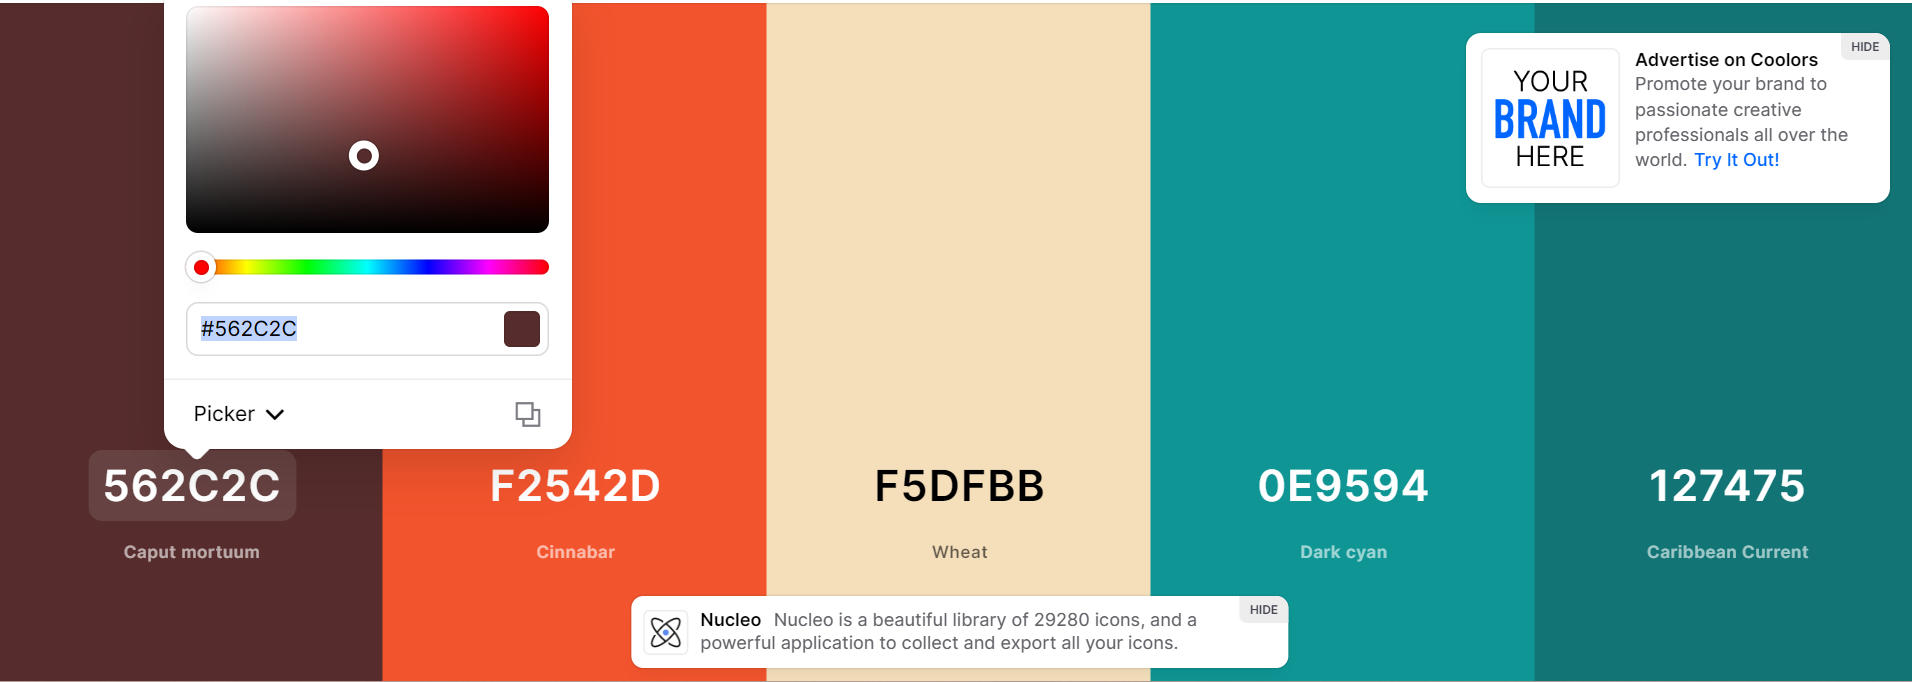 #562C2C
Picker
562C2C
Caput mortuum
F2542D
Cinnabar
F5DFBB
Wheat
0E9594
Dark cyan
127475
Caribbean Current
HIDE
YOUR
BRAND
HERE
Advertise on Coolors
Promote your brand to
passionate creative
professionals all over the
world. Try It Out!
HIDE
Nucleo Nucleo is a beautiful library of 29280 icons, and a
powerful application to collect and export all your icons.